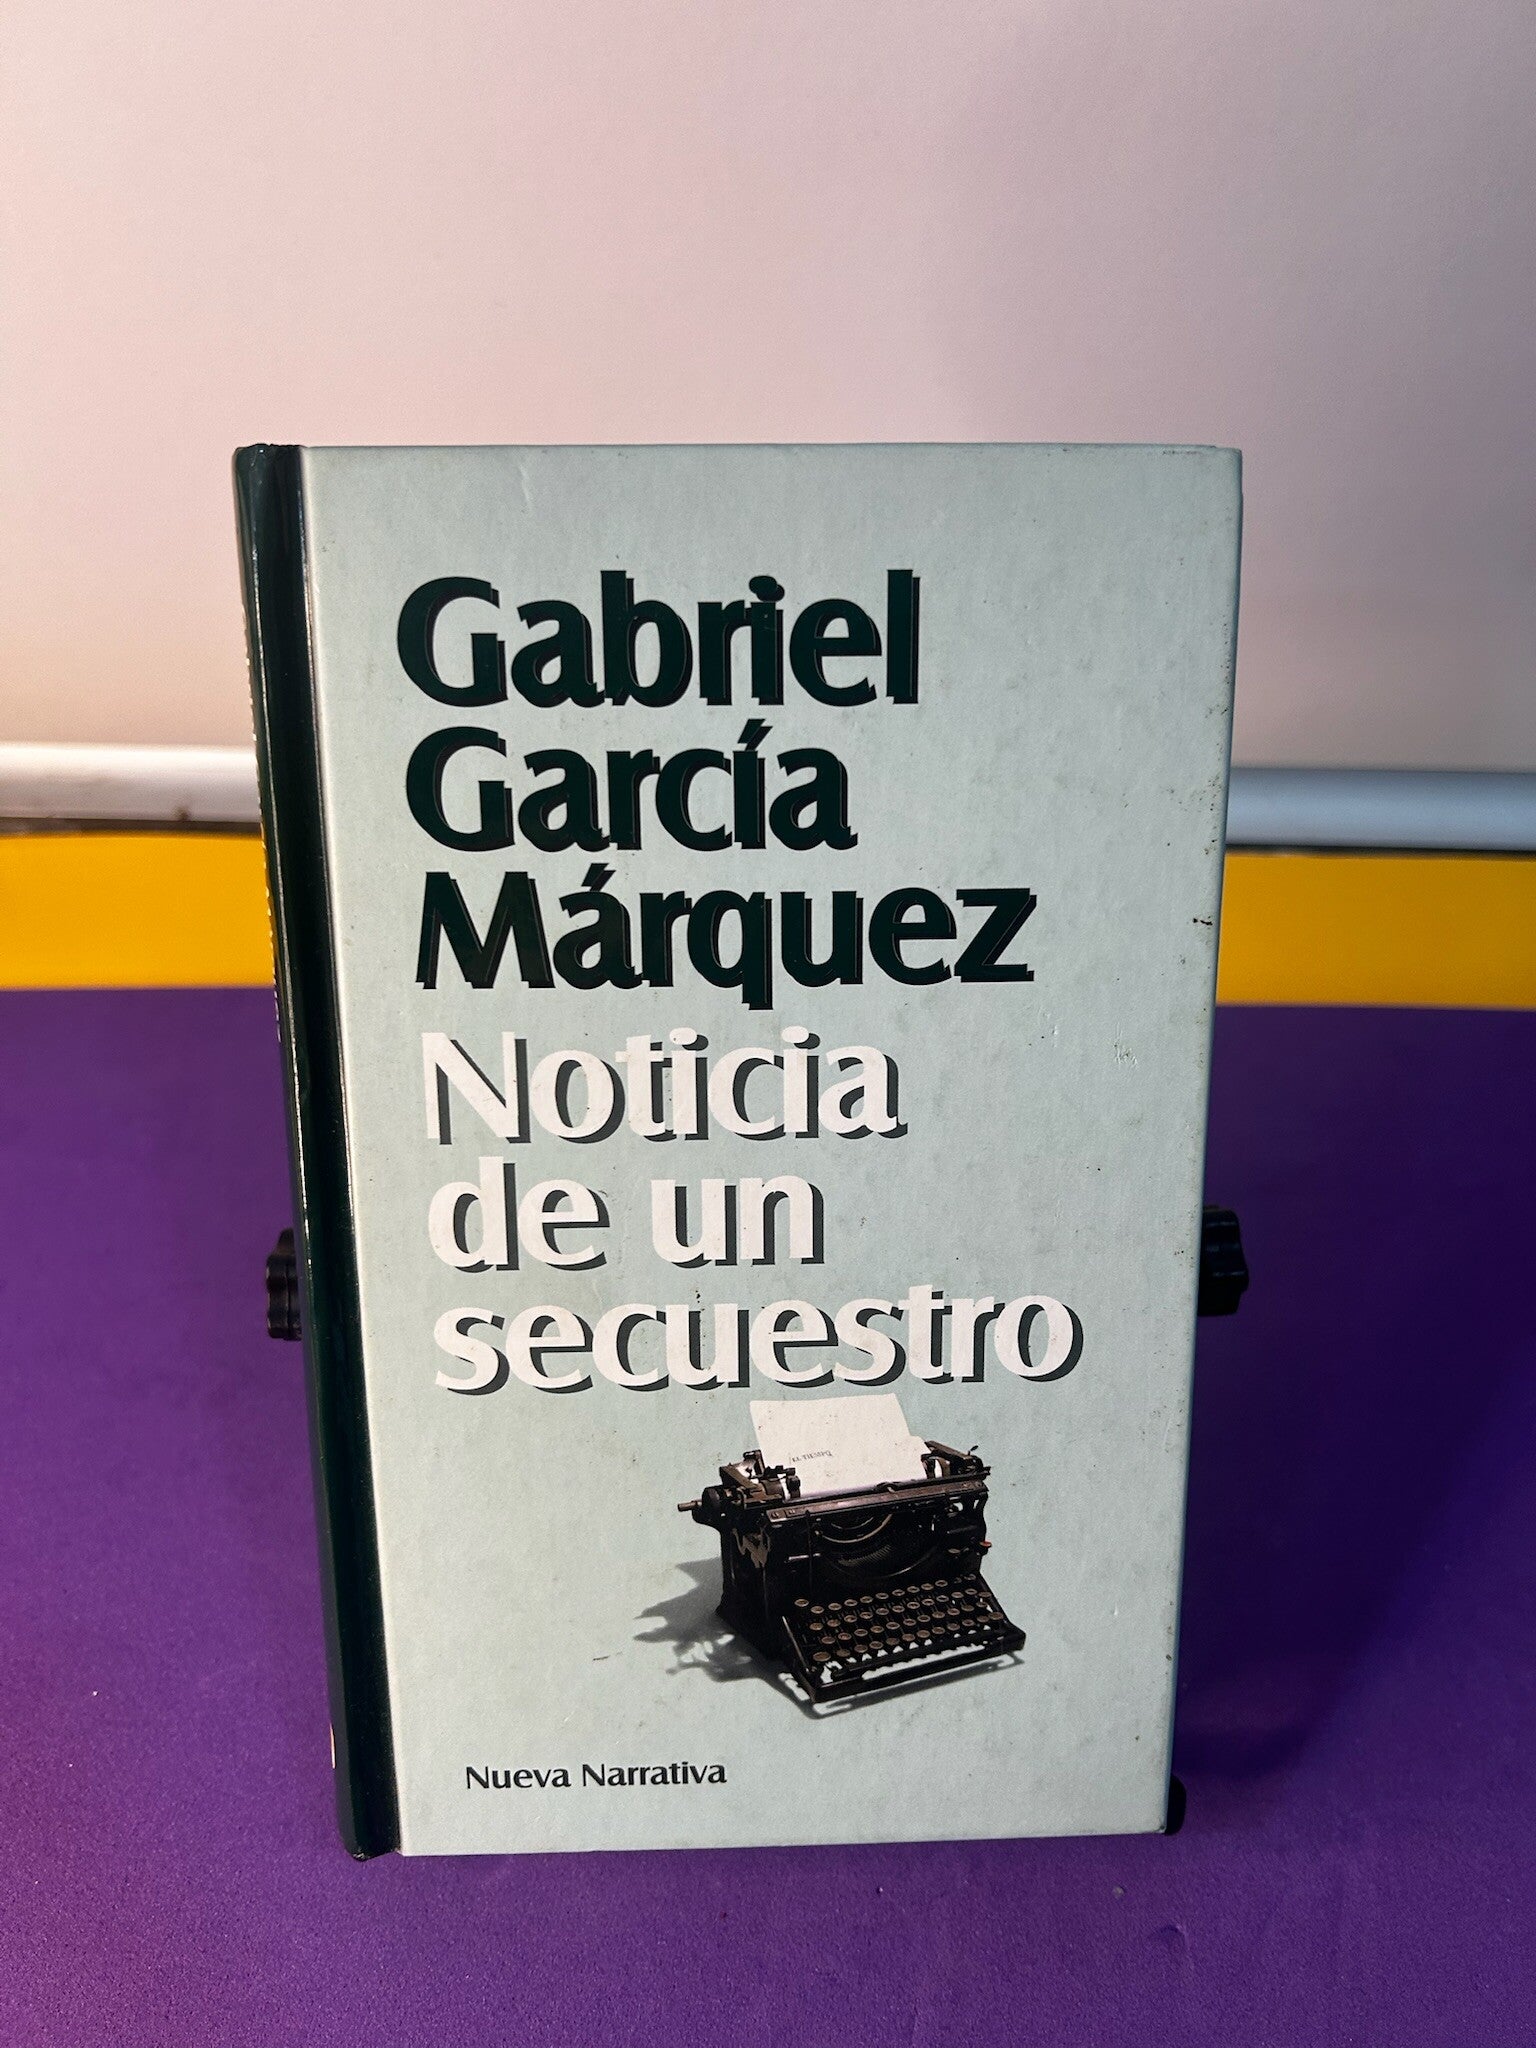 Gabriel
García
Márquez
Noticia
de un
secuestro
Nueva Narrativa